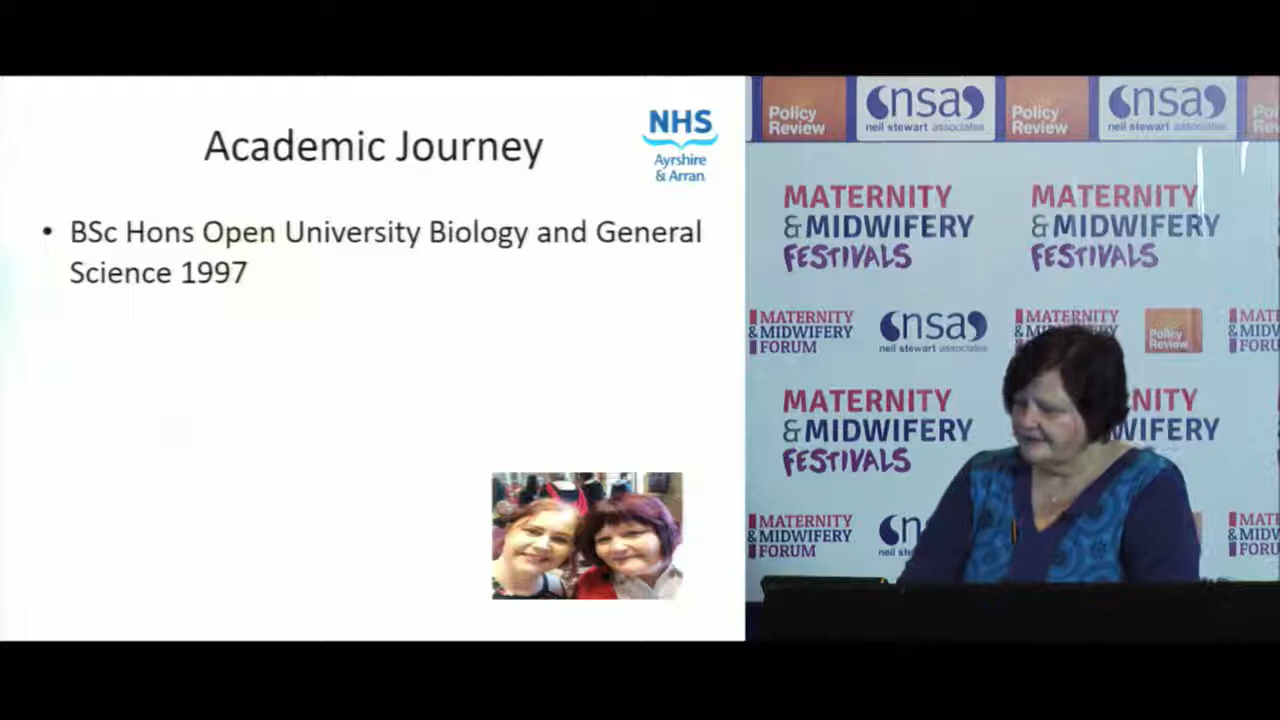 Academic Journey
NHS
Ayrshire
& Arran
• BSc Hons Open University Biology and General
Science 1997
Policy
Review
nsa
neil stewart associates
Policy
Review
nsa
neil stewart associates
MATERNITY
& MIDWIFERY
FESTIVALS
MATERNITY
& MIDWIFERY
FESTIVALS
MATERNITY
& MIDWIFERY
FORUM
nsa
neil stewart associates
MATERNITY
& MIDWIFERY
Policy
Review
MATERNITY
& MIDWIFERY
FESTIVALS
MATERNITY
& MIDWIFERY
FORUM